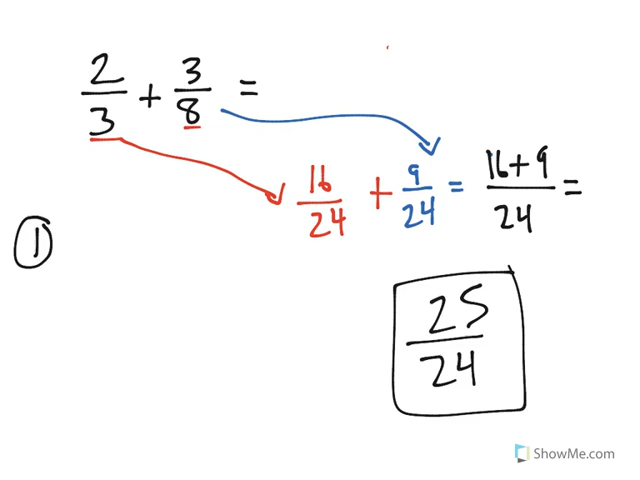 2/3 + 3/8 =
16/24 + 9/24 = 16+9/24 =
1
25/24
ShowMe.com